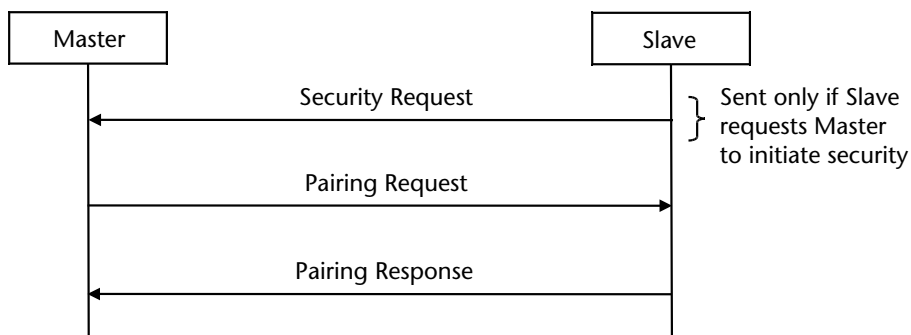 Master
Slave
Security Request
Sent only if Slave
requests Master
to initiate security
Pairing Request
Pairing Response